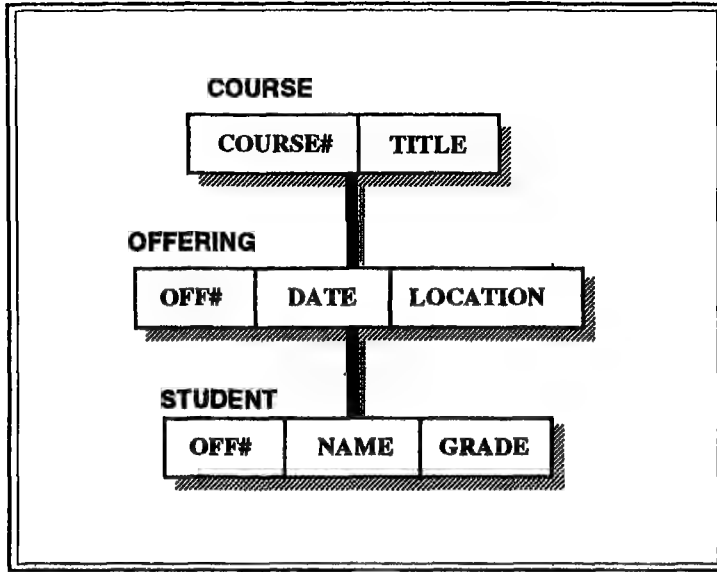 COURSE
COURSE# TITLE
OFFERING
OFF# DATE LOCATION
STUDENT
OFF# NAME GRADE